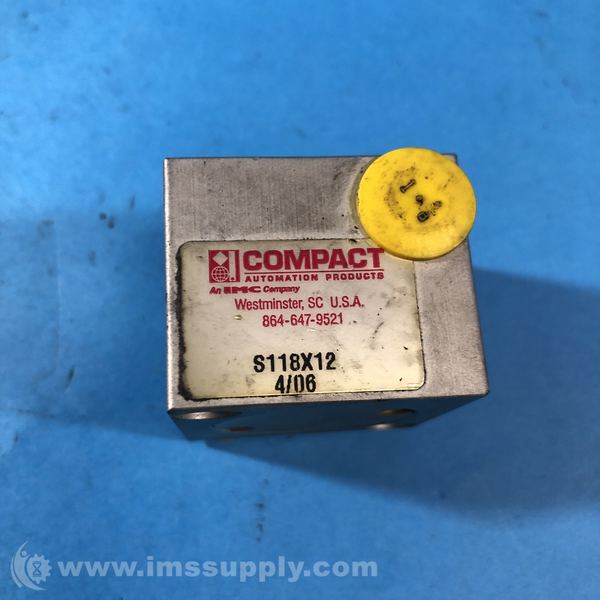 COMPACT
AUTOMATION PRODUCTS
An IMC Company
Westminster, SC U.S.A.
864-647-9521
S118X12
4/06
www.imssupply.com